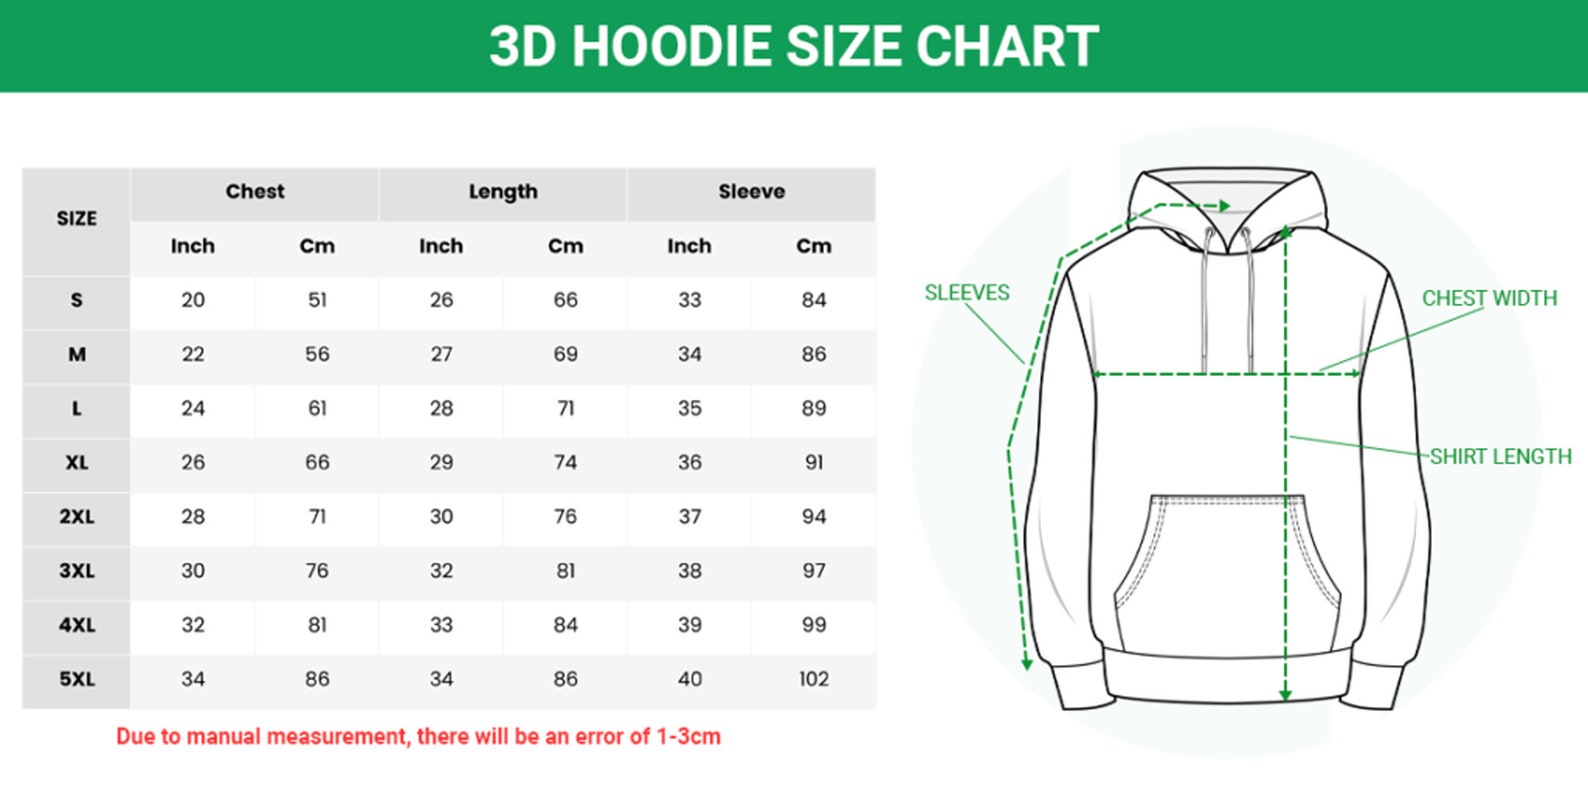 3D HOODIE SIZE CHART
SIZE Chest Length Sleeve
Inch Cm Inch Cm Inch Cm
S 20 51 26 66 33 84
M 22 56 27 69 34 86
L 24 61 28 71 35 89
XL 26 66 29 74 36 91
2XL 28 71 30 76 37 94
3XL 30 76 32 81 38 97
4XL 32 81 33 84 39 99
5XL 34 86 34 86 40 102
Due to manual measurement, there will be an error of 1-3cm
SLEEVES
CHEST WIDTH
SHIRT LENGTH